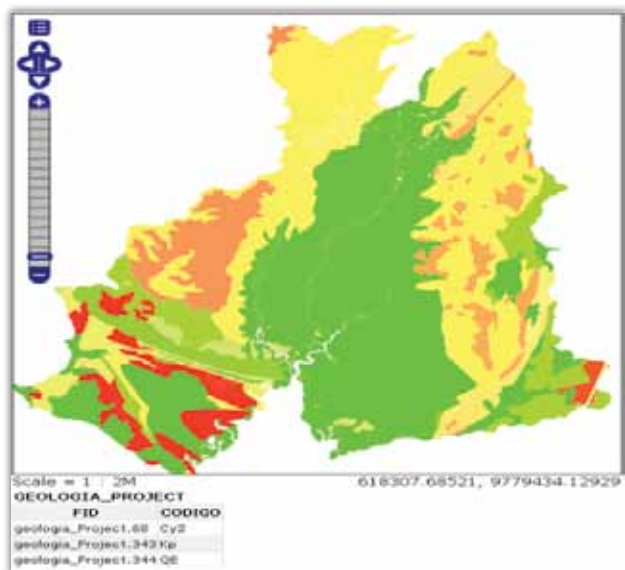 Scale = 1 : 2M
618307.68521, 9779434.12929
GEOLOGIA_PROJECT
FID CODIGO
geologia_Project.68 Cy2
geologia_Project.343 Kp
geologia_Project.344 QE